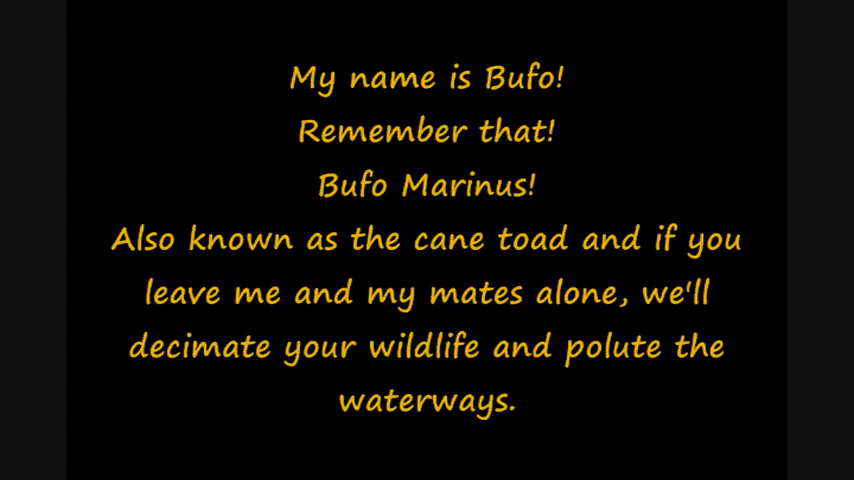 My name is Bufo!
Remember that!
Bufo Marinus!
Also known as the cane toad and if you
leave me and my mates alone, we'll
decimate your wildlife and polute the
waterways.